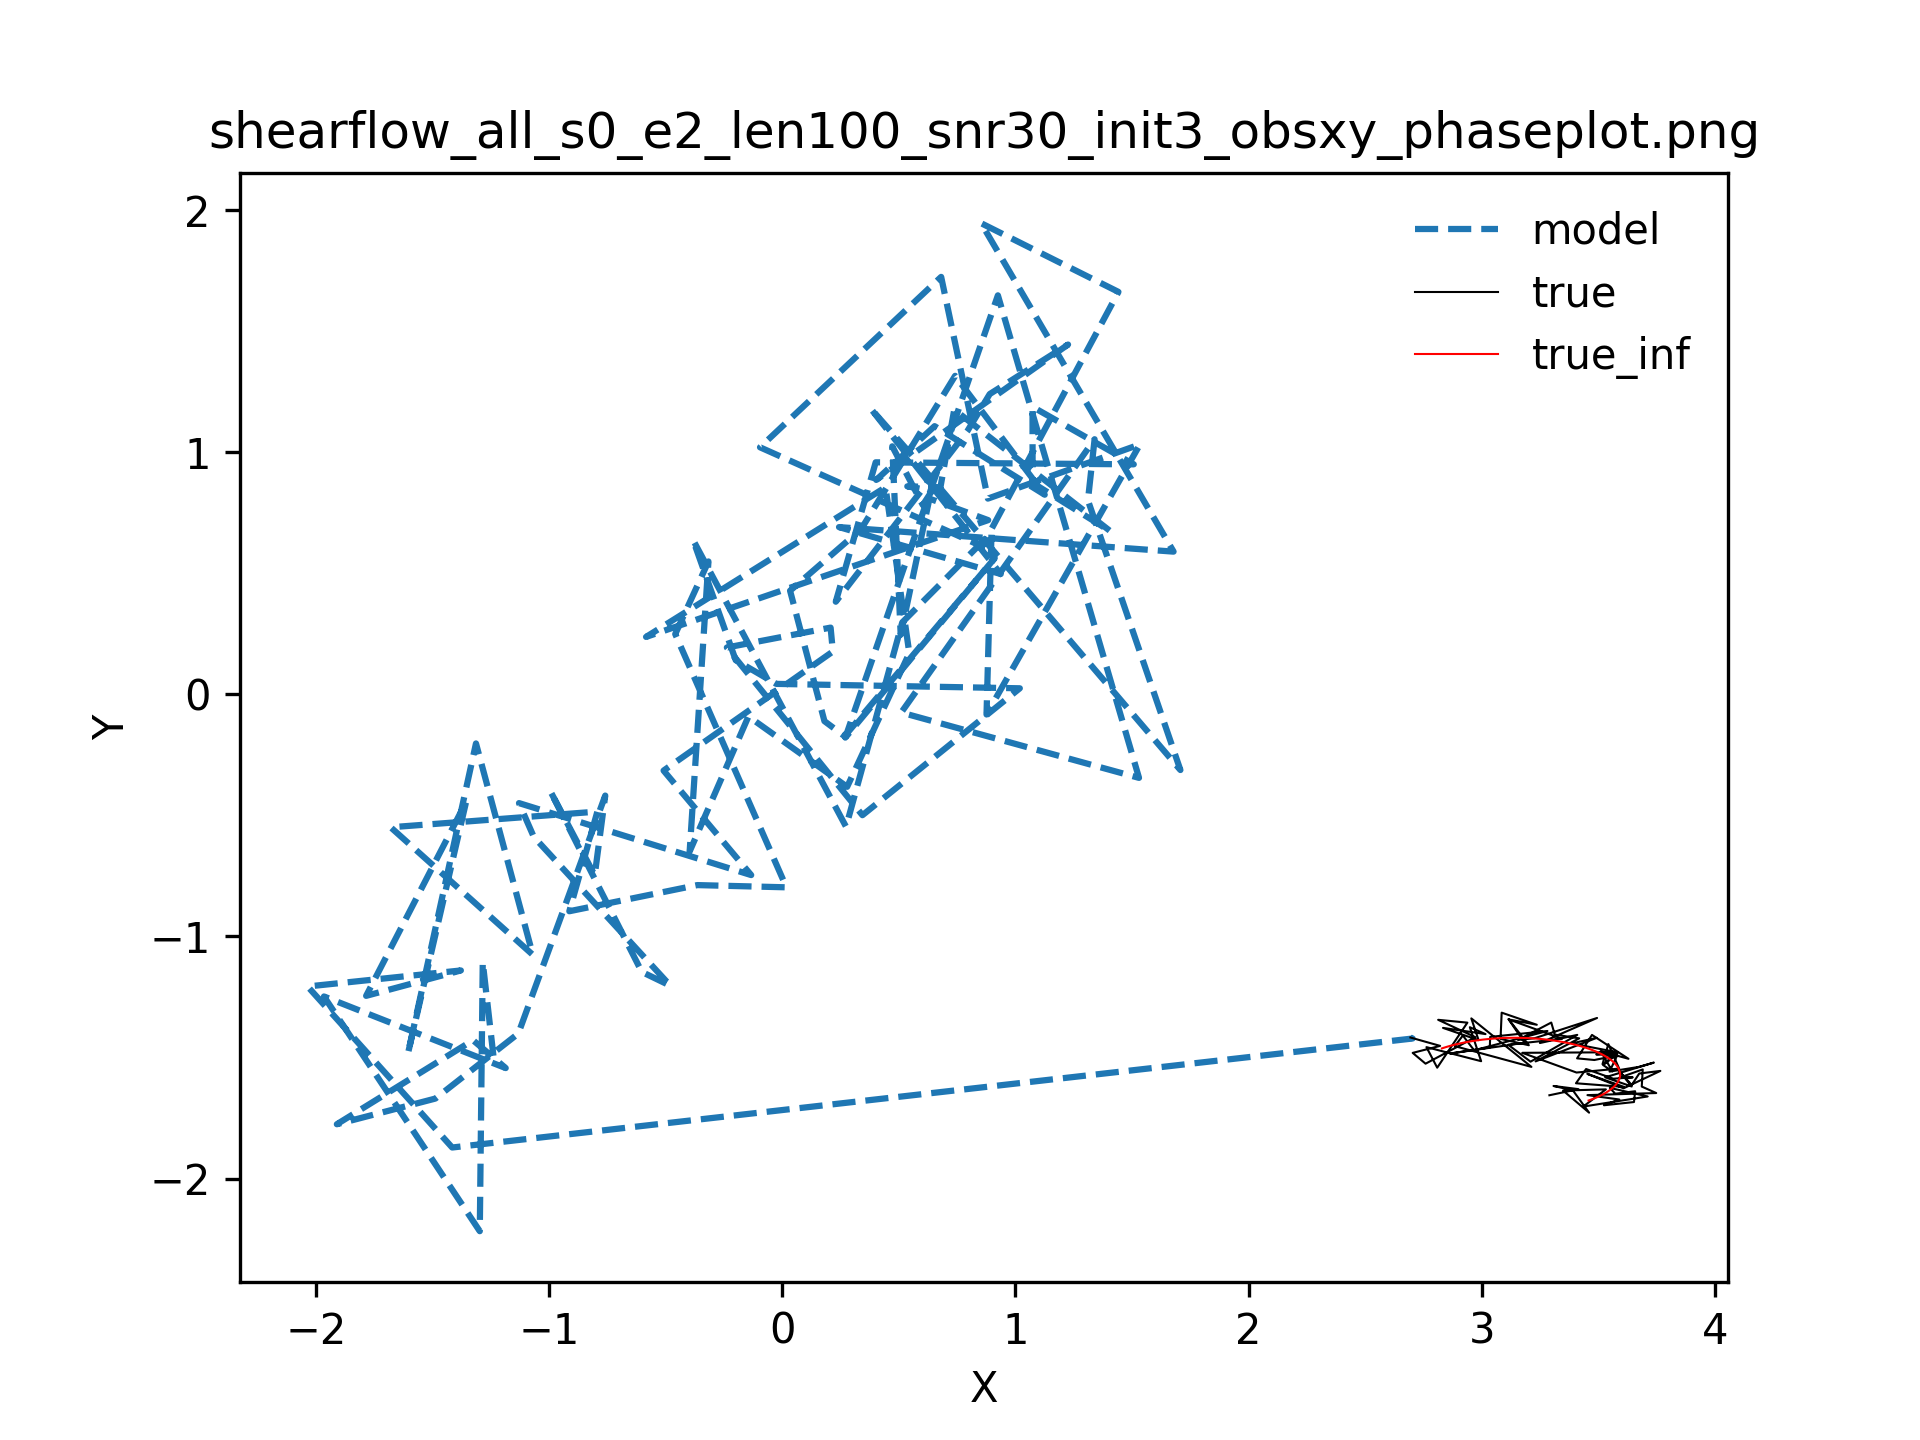 shearflow_all_s0_e2_len100_snr30_init3_obsxy_phaseplot.png
model
true
true_inf
2
1
0
−1
−2
Y
−2 −1 0 1 2 3 4
X